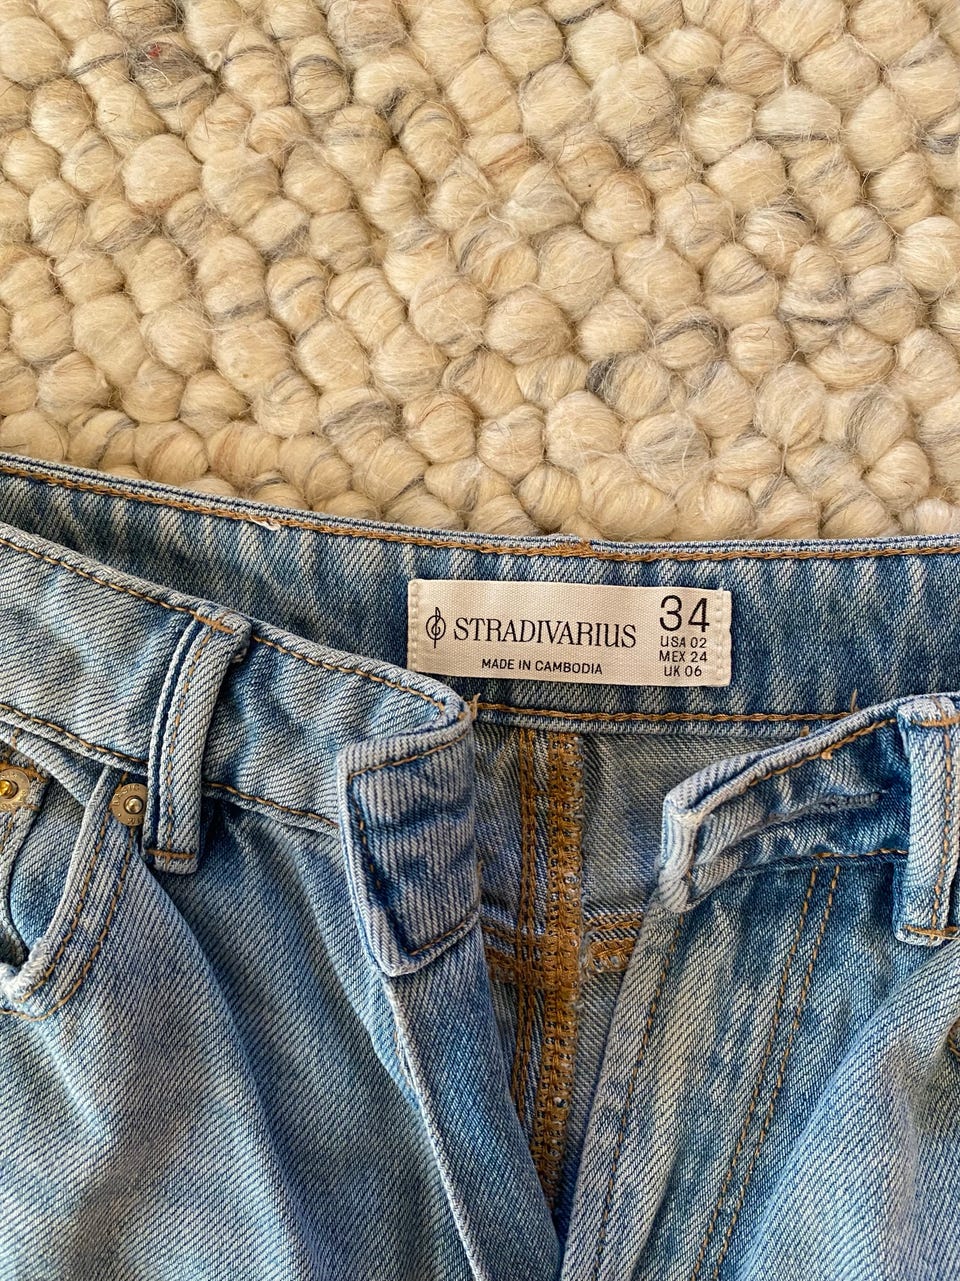 STRADIVARIUS
MADE IN CAMBODIA
34
USA 02
MEX 24
UK 06